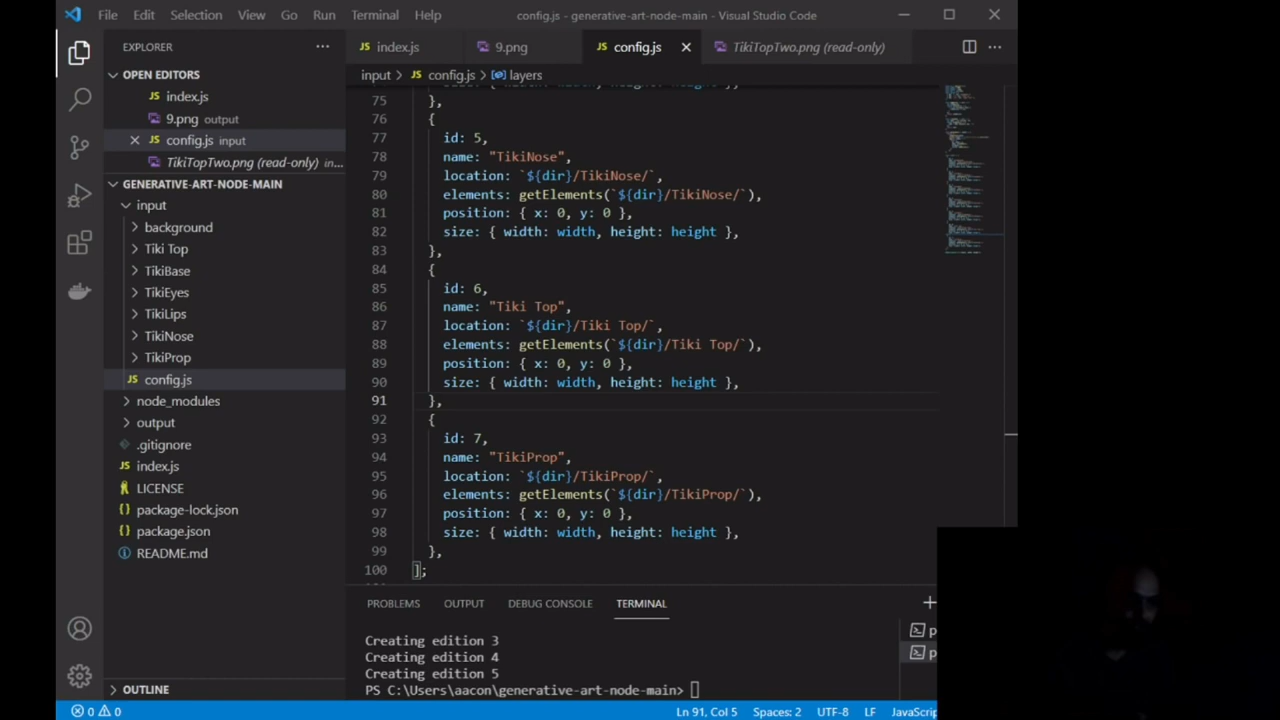 File Edit Selection View Go Run Terminal Help config.js - generative-art-node-main - Visual Studio Code
EXPLORER
OPEN EDITORS
index.js
9.png output
config.js input
TikiTopTwo.png (read-only) in...
GENERATIVE-ART-NODE-MAIN
input
background
Tiki Top
TikiBase
TikiEyes
TikiLips
TikiNose
TikiProp
config.js
node_modules
output
.gitignore
index.js
LICENSE
package-lock.json
package.json
README.md
OUTLINE
index.js 9.png config.js TikiTopTwo.png (read-only)
input > config.js > layers
75 },
76 {
77 id: 5,
78 name: "TikiNose",
79 location: `${dir}/TikiNose/`,
80 elements: getElements(`${dir}/TikiNose/`),
81 position: { x: 0, y: 0 },
82 size: { width: width, height: height },
83 },
84 {
85 id: 6,
86 name: "Tiki Top",
87 location: `${dir}/Tiki Top/`,
88 elements: getElements(`${dir}/Tiki Top/`),
89 position: { x: 0, y: 0 },
90 size: { width: width, height: height },
91 },
92 {
93 id: 7,
94 name: "TikiProp",
95 location: `${dir}/TikiProp/`,
96 elements: getElements(`${dir}/TikiProp/`),
97 position: { x: 0, y: 0 },
98 size: { width: width, height: height },
99 },
100 ];
PROBLEMS OUTPUT DEBUG CONSOLE TERMINAL
Creating edition 3
Creating edition 4
Creating edition 5
PS C:\Users\aacon\generative-art-node-main>
p
p
0 0 Ln 91, Col 5 Spaces: 2 UTF-8 LF JavaScrip